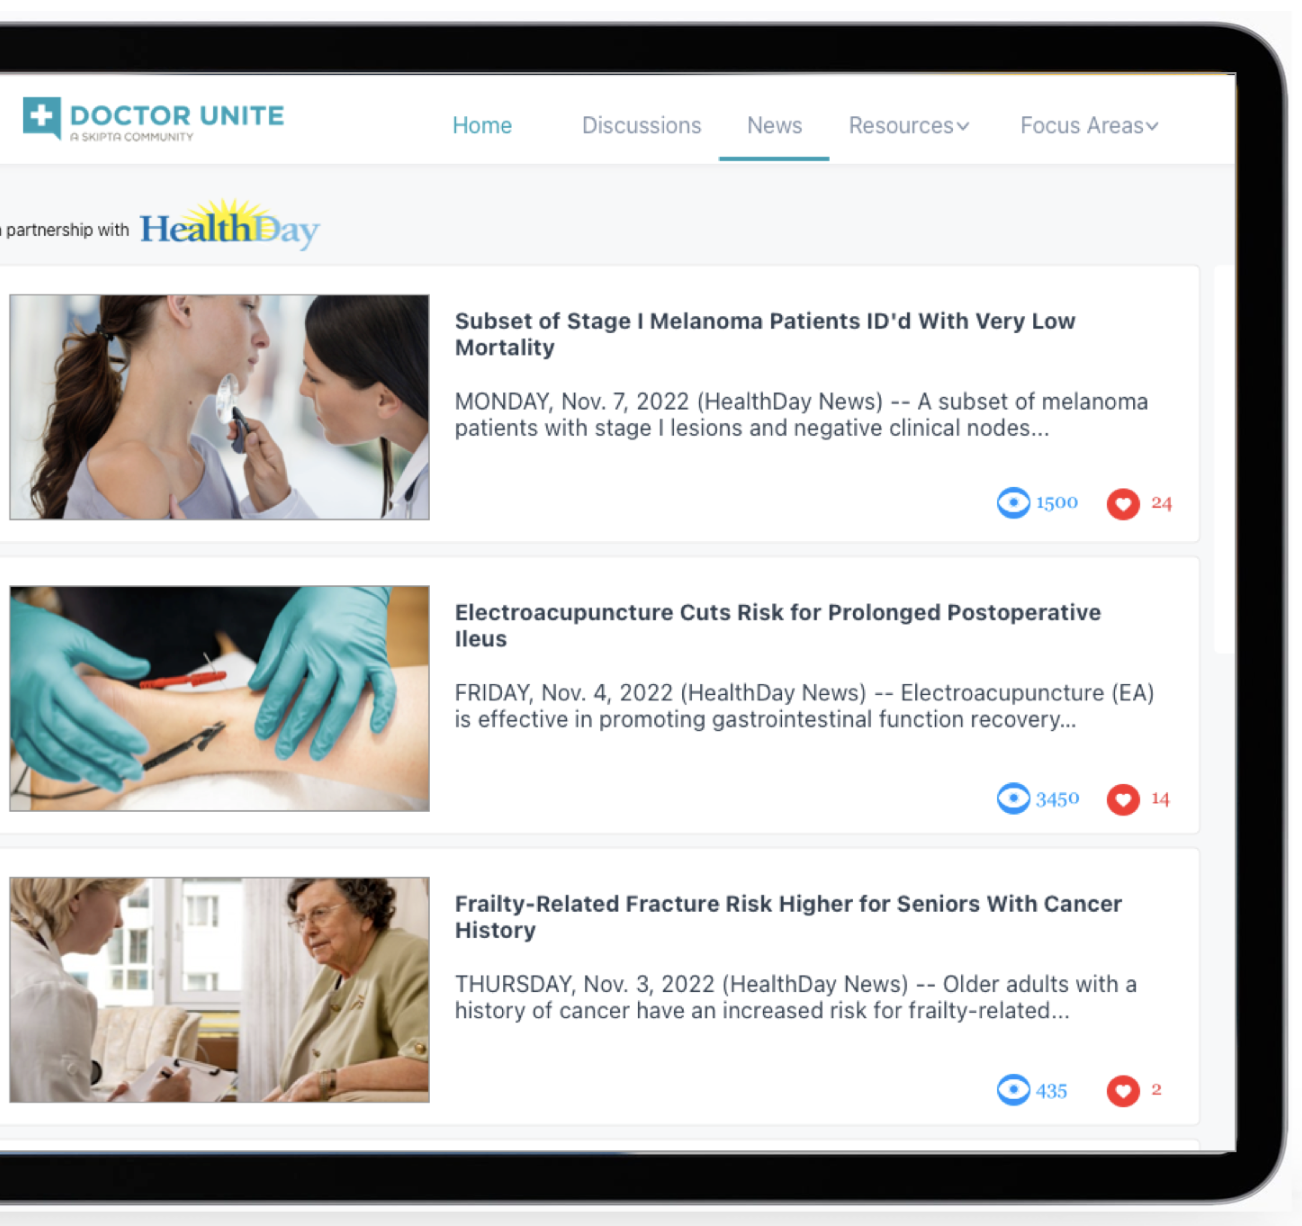 DOCTOR UNITE
A SKIPTA COMMUNITY
Home Discussions News Resources Focus Areas
partnership with HealthDay
Subset of Stage I Melanoma Patients ID'd With Very Low
Mortality
MONDAY, Nov. 7, 2022 (HealthDay News) -- A subset of melanoma
patients with stage I lesions and negative clinical nodes...
1500 24
Electroacupuncture Cuts Risk for Prolonged Postoperative
Ileus
FRIDAY, Nov. 4, 2022 (HealthDay News) -- Electroacupuncture (EA)
is effective in promoting gastrointestinal function recovery...
3450 14
Frailty-Related Fracture Risk Higher for Seniors With Cancer
History
THURSDAY, Nov. 3, 2022 (HealthDay News) -- Older adults with a
history of cancer have an increased risk for frailty-related...
435 2